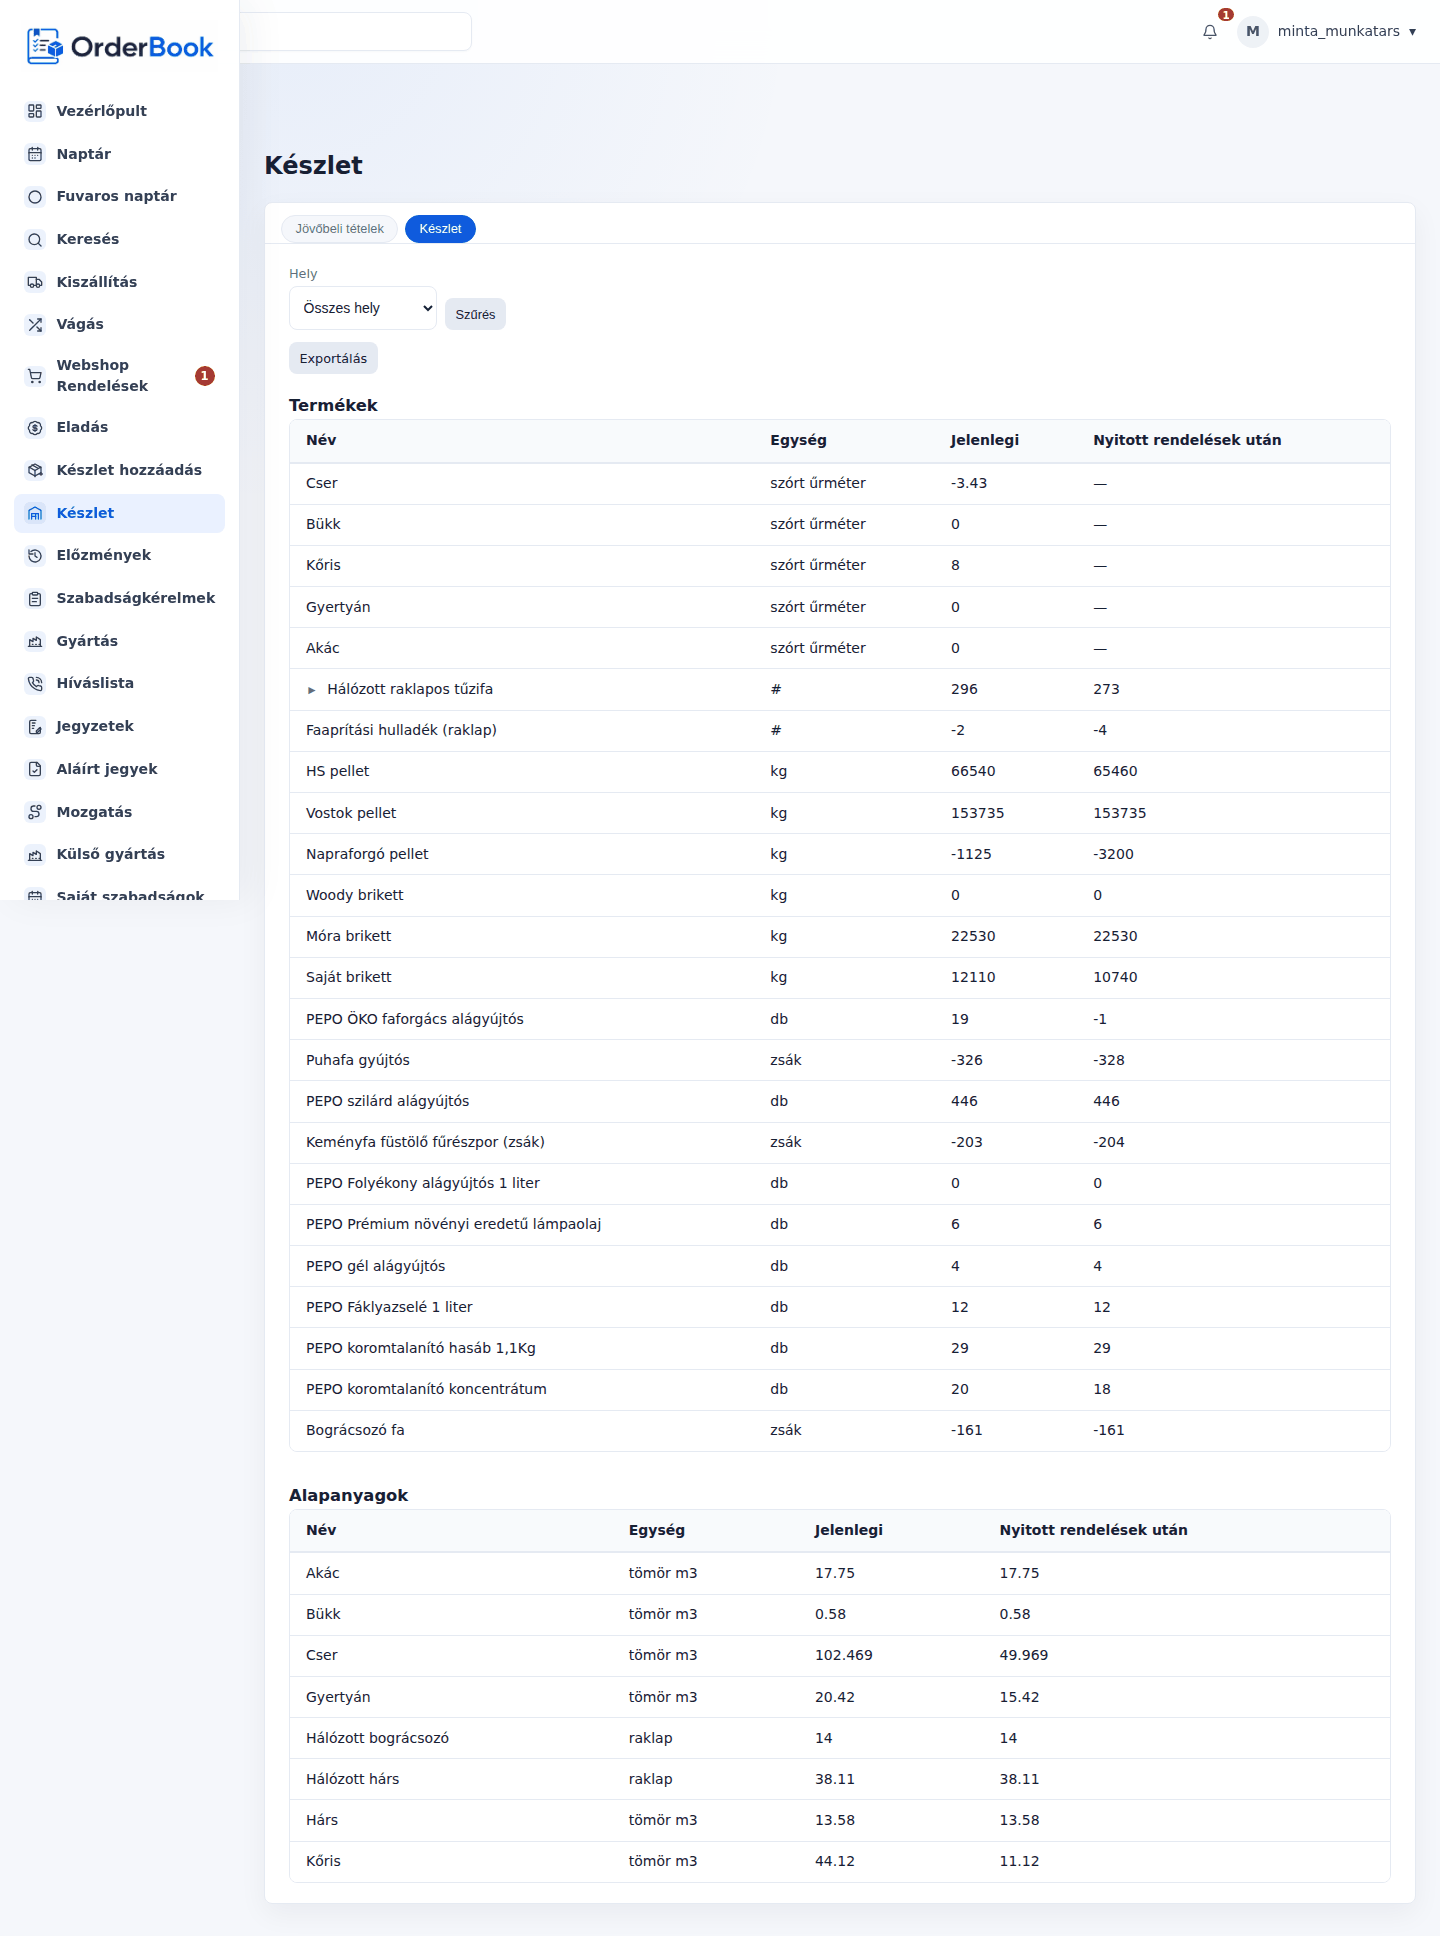 OrderBook
1
M minta_munkatars ▾
Vezérlőpult
Naptár
Fuvaros naptár
Keresés
Kiszállítás
Vágás
Webshop
Rendelések 1
Eladás
Készlet hozzáadás
Készlet
Előzmények
Szabadságkérelmek
Gyártás
Híváslista
Jegyzetek
Aláírt jegyek
Mozgatás
Külső gyártás
Saját szabadságok
Készlet
Jövőbeli tételek Készlet
Hely
Összes hely Szűrés
Exportálás
Termékek
Név Egység Jelenlegi Nyitott rendelések után
Cser szórt űrméter -3.43 —
Bükk szórt űrméter 0 —
Kőris szórt űrméter 8 —
Gyertyán szórt űrméter 0 —
Akác szórt űrméter 0 —
▸ Hálózott raklapos tűzifa # 296 273
Faaprítási hulladék (raklap) # -2 -4
HS pellet kg 66540 65460
Vostok pellet kg 153735 153735
Napraforgó pellet kg -1125 -3200
Woody brikett kg 0 0
Móra brikett kg 22530 22530
Saját brikett kg 12110 10740
PEPO ÖKO faforgács alágyújtós db 19 -1
Puhafa gyújtós zsák -326 -328
PEPO szilárd alágyújtós db 446 446
Keményfa füstölő fűrészpor (zsák) zsák -203 -204
PEPO Folyékony alágyújtós 1 liter db 0 0
PEPO Prémium növényi eredetű lámpaolaj db 6 6
PEPO gél alágyújtós db 4 4
PEPO Fáklyazselé 1 liter db 12 12
PEPO koromtalanító hasáb 1,1Kg db 29 29
PEPO koromtalanító koncentrátum db 20 18
Bográcsozó fa zsák -161 -161
Alapanyagok
Név Egység Jelenlegi Nyitott rendelések után
Akác tömör m3 17.75 17.75
Bükk tömör m3 0.58 0.58
Cser tömör m3 102.469 49.969
Gyertyán tömör m3 20.42 15.42
Hálózott bográcsozó raklap 14 14
Hálózott hárs raklap 38.11 38.11
Hárs tömör m3 13.58 13.58
Kőris tömör m3 44.12 11.12